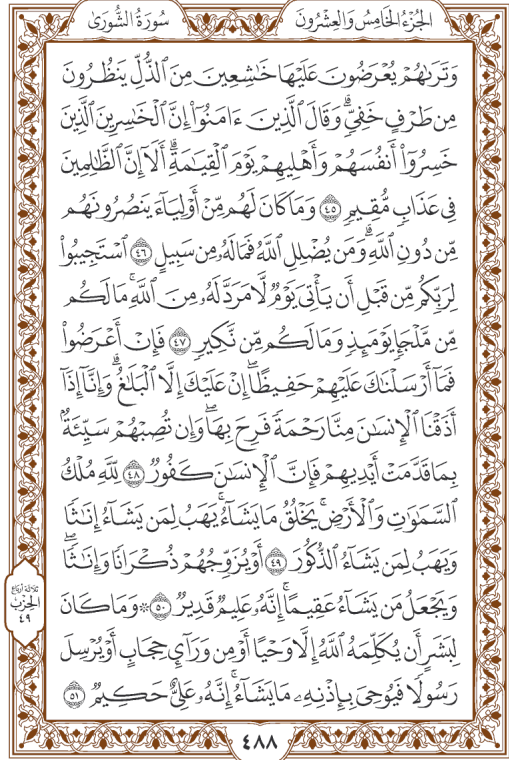 الجُزْءُ الخَامِسُ وَالعِشْرُونَ
سُورَةُ الشُّورَى
وَتَرَىٰهُمْ يُعْرَضُونَ عَلَيْهَا خَٰشِعِينَ مِنَ ٱلذُّلِّ يَنظُرُونَ
مِن طَرْفٍ خَفِيٍّۗ وَقَالَ ٱلَّذِينَ ءَامَنُوٓاْ إِنَّ ٱلْخَٰسِرِينَ ٱلَّذِينَ
خَسِرُوٓاْ أَنفُسَهُمْ وَأَهْلِيهِمْ يَوْمَ ٱلْقِيَٰمَةِۗ أَلَآ إِنَّ ٱلظَّٰلِمِينَ
فِي عَذَابٍ مُّقِيمٍ ٤٥ وَمَا كَانَ لَهُم مِّنْ أَوْلِيَآءَ يَنصُرُونَهُم
مِّن دُونِ ٱللَّهِۗ وَمَن يُضْلِلِ ٱللَّهُ فَمَا لَهُۥ مِن سَبِيلٍ ٤٦ ٱسْتَجِيبُواْ
لِرَبِّكُم مِّن قَبْلِ أَن يَأْتِيَ يَوْمٌ لَّا مَرَدَّ لَهُۥ مِنَ ٱللَّهِۚ مَا لَكُم
مِّن مَّلْجَإٍ يَوْمَئِذٍ وَمَا لَكُم مِّن نَّكِيرٍ ٤٧ فَإِنْ أَعْرَضُواْ
فَمَآ أَرْسَلْنَٰكَ عَلَيْهِمْ حَفِيظًاۖ إِنْ عَلَيْكَ إِلَّا ٱلْبَلَٰغُۗ وَإِنَّآ إِذَآ
أَذَقْنَا ٱلْإِنسَٰنَ مِنَّا رَحْمَةً فَرِحَ بِهَاۖ وَإِن تُصِبْهُمْ سَيِّئَةٌۢ
بِمَا قَدَّمَتْ أَيْدِيهِمْ فَإِنَّ ٱلْإِنسَٰنَ كَفُورٌ ٤٨ لِّلَّهِ مُلْكُ
ٱلسَّمَٰوَٰتِ وَٱلْأَرْضِۚ يَخْلُقُ مَا يَشَآءُۚ يَهَبُ لِمَن يَشَآءُ إِنَٰثًا
وَيَهَبُ لِمَن يَشَآءُ ٱلذُّكُورَ ٤٩ أَوْ يُزَوِّجُهُمْ ذُكْرَانًا وَإِنَٰثًاۖ
وَيَجْعَلُ مَن يَشَآءُ عَقِيمًاۚ إِنَّهُۥ عَلِيمٌ قَدِيرٌ ٥٠ ۞ وَمَا كَانَ
لِبَشَرٍ أَن يُكَلِّمَهُ ٱللَّهُ إِلَّا وَحْيًا أَوْ مِن وَرَآيِٕ حِجَابٍ أَوْ يُرْسِلَ
رَسُولًا فَيُوحِيَ بِإِذْنِهِۦ مَا يَشَآءُۚ إِنَّهُۥ عَلِيٌّ حَكِيمٌ ٥١
ثلاثة أرباع
الحزب
٤٩
٤٨٨